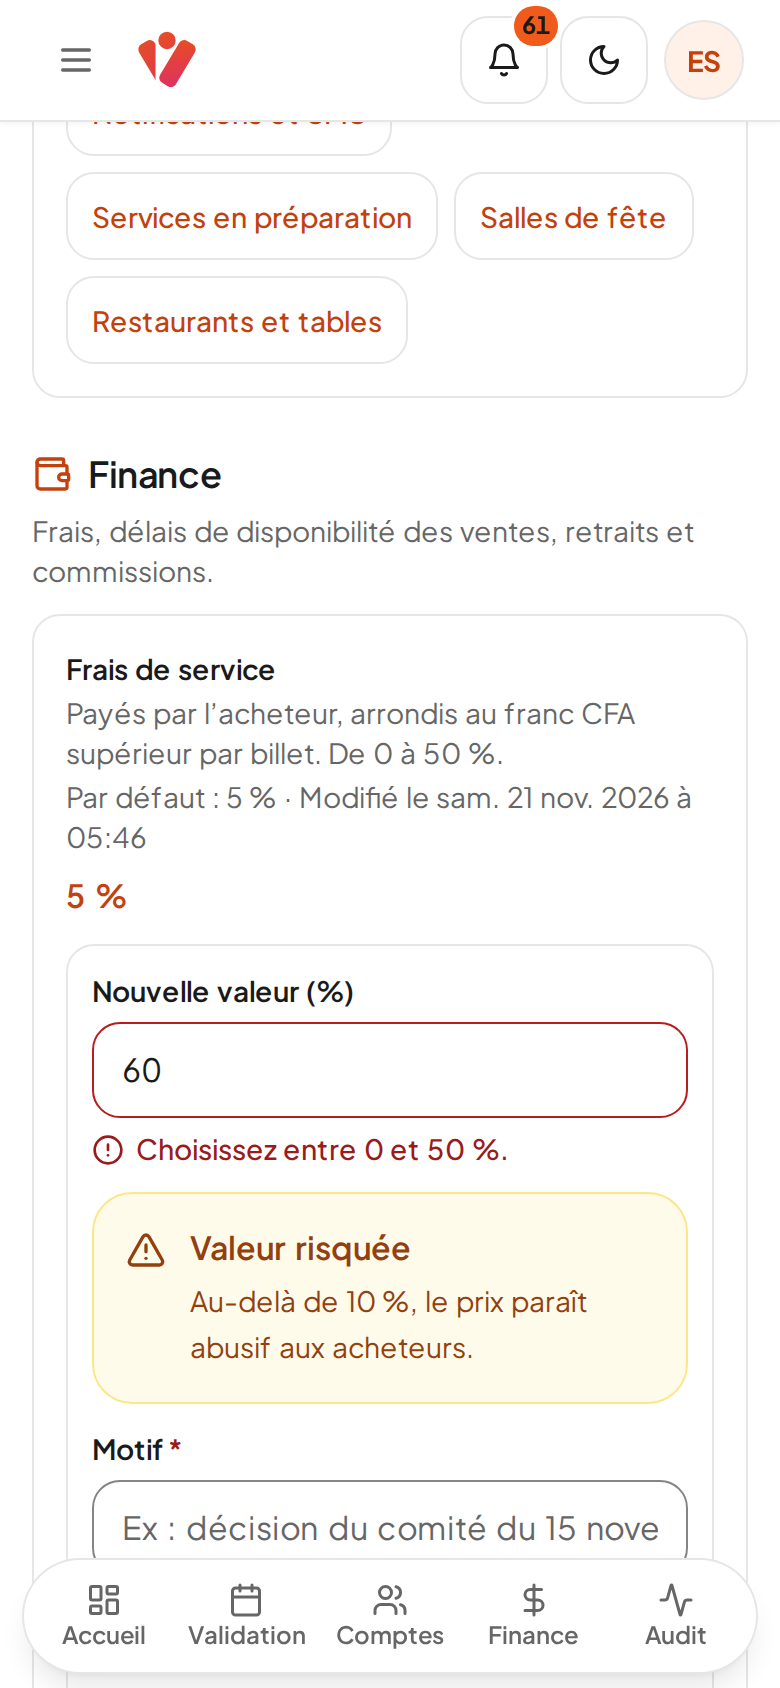 61
ES
Services en préparation
Salles de fête
Restaurants et tables
Finance
Frais, délais de disponibilité des ventes, retraits et
commissions.
Frais de service
Payés par l’acheteur, arrondis au franc CFA
supérieur par billet. De 0 à 50 %.
Par défaut : 5 % · Modifié le sam. 21 nov. 2026 à
05:46
5 %
Nouvelle valeur (%)
60
Choisissez entre 0 et 50 %.
Valeur risquée
Au-delà de 10 %, le prix paraît
abusif aux acheteurs.
Motif *
Ex : décision du comité du 15 nove
Accueil
Validation
Comptes
Finance
Audit